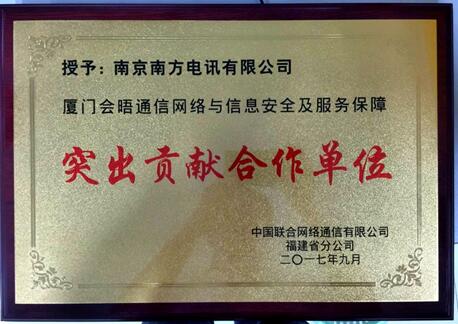 授予：南京南方电讯有限公司
厦门会晤通信网络与信息安全及服务保障
突出贡献合作单位
中国联合网络通信有限公司
福建省分公司
二〇一七年九月